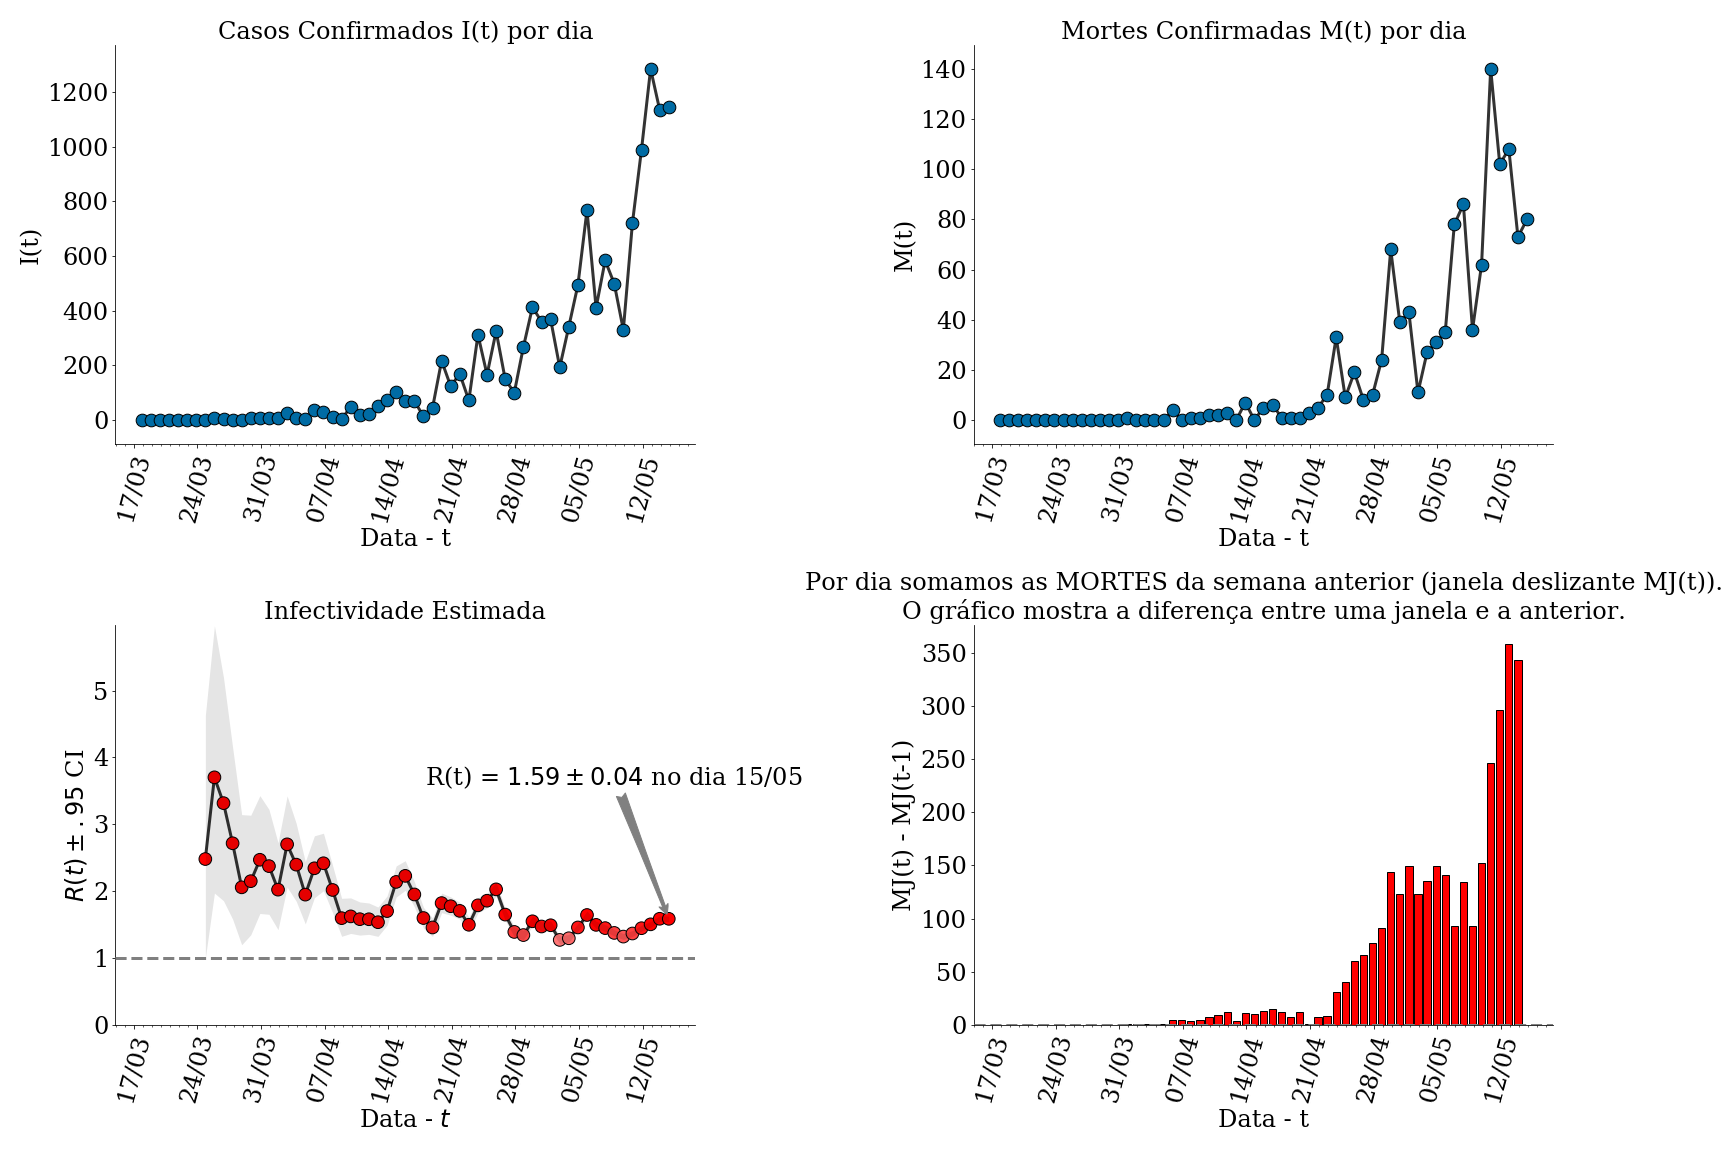 Casos Confirmados I(t) por dia
I(t)
1200
1000
800
600
400
200
0
17/03 24/03 31/03 07/04 14/04 21/04 28/04 05/05 12/05
Data - t
Mortes Confirmadas M(t) por dia
M(t)
140
120
100
80
60
40
20
0
17/03 24/03 31/03 07/04 14/04 21/04 28/04 05/05 12/05
Data - t
Infectividade Estimada
R(t) ± .95 CI
5
4
3
2
1
0
R(t) = 1.59 ± 0.04 no dia 15/05
17/03 24/03 31/03 07/04 14/04 21/04 28/04 05/05 12/05
Data - t
Por dia somamos as MORTES da semana anterior (janela deslizante MJ(t)).
O gráfico mostra a diferença entre uma janela e a anterior.
MJ(t) - MJ(t-1)
350
300
250
200
150
100
50
0
17/03 24/03 31/03 07/04 14/04 21/04 28/04 05/05 12/05
Data - t